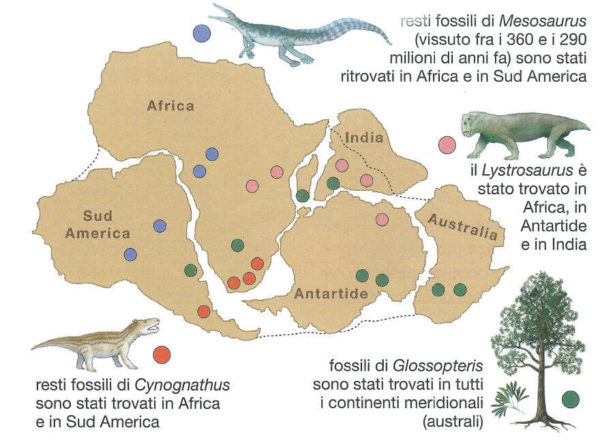 resti fossili di Mesosaurus
(vissuto fra i 360 e i 290
milioni di anni fa) sono stati
ritrovati in Africa e in Sud America
Africa
India
il Lystrosaurus è
stato trovato in
Africa, in
Antartide
e in India
Sud
America
Australia
Antartide
resti fossili di Cynognathus
sono stati trovati in Africa
e in Sud America
fossili di Glossopteris
sono stati trovati in tutti
i continenti meridionali
(australi)